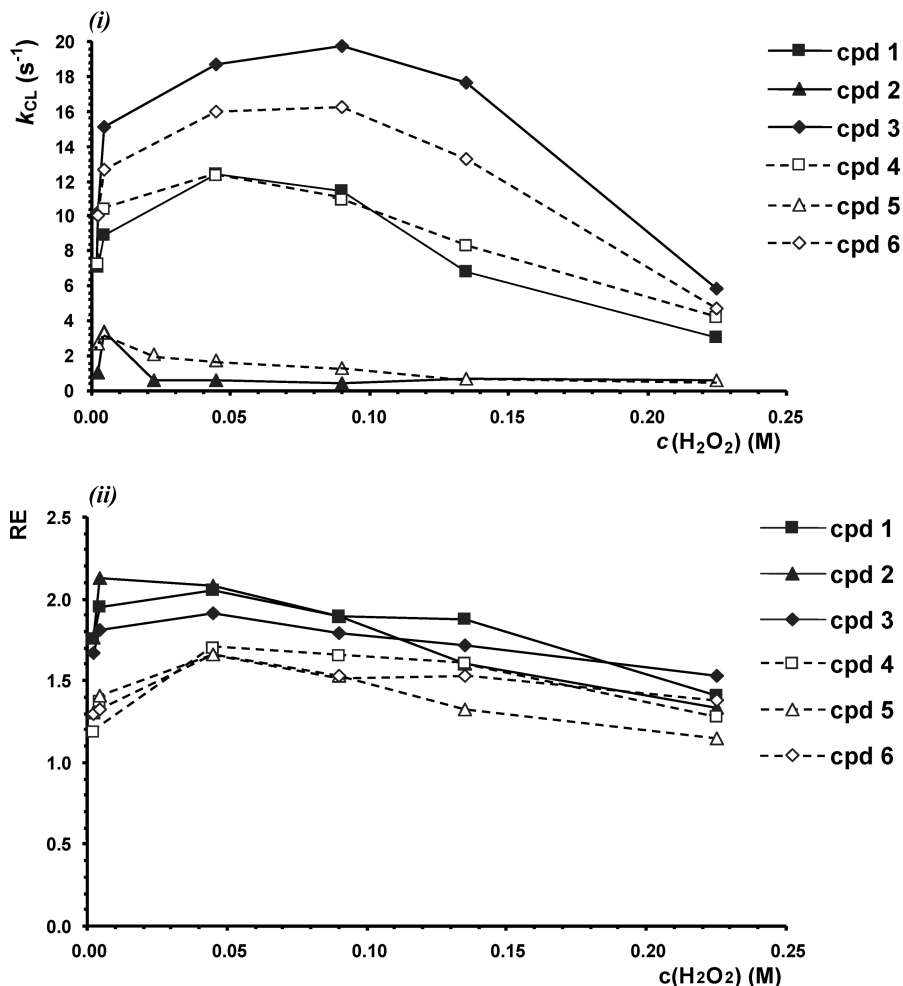 (i)
k_CL (s⁻¹)
20
18
16
14
12
10
8
6
4
2
0
0.00 0.05 0.10 0.15 0.20 0.25
c(H₂O₂) (M)
cpd 1
cpd 2
cpd 3
cpd 4
cpd 5
cpd 6
(ii)
RE
2.5
2.0
1.5
1.0
0.5
0.0
0.00 0.05 0.10 0.15 0.20 0.25
c(H2O2) (M)
cpd 1
cpd 2
cpd 3
cpd 4
cpd 5
cpd 6